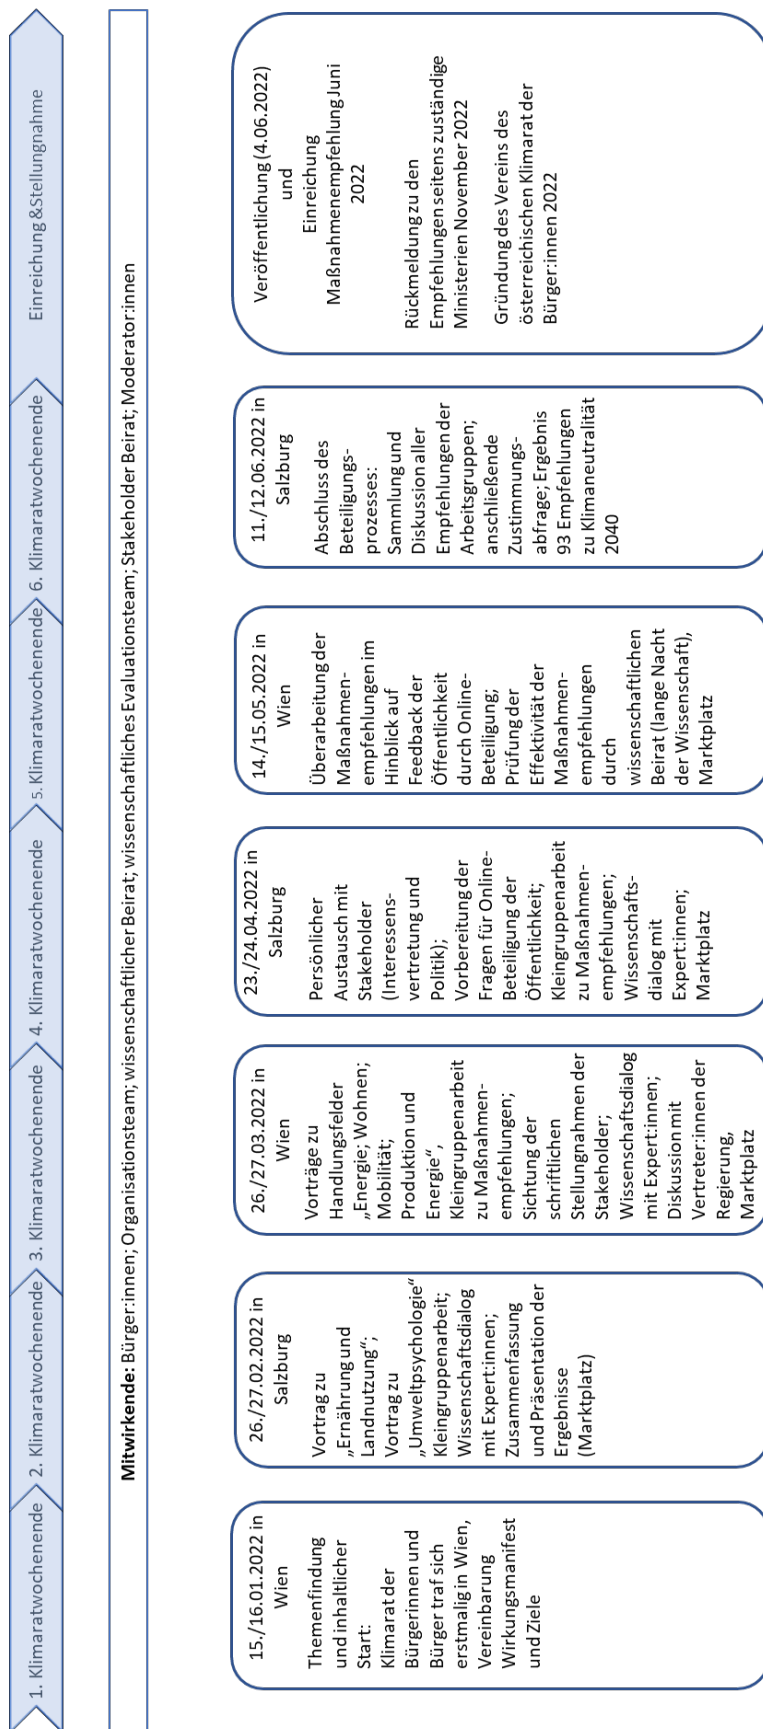 1. Klimaratwochenende
2. Klimaratwochenende
3. Klimaratwochenende
4. Klimaratwochenende
5. Klimaratwochenende
6. Klimaratwochenende
Einreichung &Stellungnahme
Mitwirkende: Bürger:innen; Organisationsteam; wissenschaftlicher Beirat; wissenschaftliches Evaluationsteam; Stakeholder Beirat; Moderator:innen
15./16.01.2022 in
Wien
Themenfindung
und inhaltlicher
Start:
Klimarat der
Bürgerinnen und
Bürger traf sich
erstmalig in Wien,
Vereinbarung
Wirkungsmanifest
und Ziele
26./27.02.2022 in
Salzburg
Vortrag zu
„Ernährung und
Landnutzung“;
Vortrag zu
„Umweltpsychologie“
Kleingruppenarbeit;
Wissenschaftsdialog
mit Expert:innen;
Zusammenfassung
und Präsentation der
Ergebnisse
(Marktplatz)
26./27.03.2022 in
Wien
Vorträge zu
Handlungsfelder
„Energie; Wohnen;
Mobilität;
Produktion und
Energie“,
Kleingruppenarbeit
zu Maßnahmen-
empfehlungen;
Sichtung der
schriftlichen
Stellungnahmen der
Stakeholder;
Wissenschaftsdialog
mit Expert:innen;
Diskussion mit
Vertreter:innen der
Regierung,
Marktplatz
23./24.04.2022 in
Salzburg
Persönlicher
Austausch mit
Stakeholder
(Interessens-
vertretung und
Politik);
Vorbereitung der
Fragen für Online-
Beteiligung der
Öffentlichkeit;
Kleingruppenarbeit
zu Maßnahmen-
empfehlungen;
Wissenschafts-
dialog mit
Expert:innen;
Marktplatz
14./15.05.2022 in
Wien
Überarbeitung der
Maßnahmen-
empfehlungen im
Hinblick auf
Feedback der
Öffentlichkeit
durch Online-
Beteiligung;
Prüfung der
Effektivität der
Maßnahmen-
empfehlungen
durch
wissenschaftlichen
Beirat (lange Nacht
der Wissenschaft),
Marktplatz
11./12.06.2022 in
Salzburg
Abschluss des
Beteiligungs-
prozesses:
Sammlung und
Diskussion aller
Empfehlungen der
Arbeitsgruppen;
anschließende
Zustimmungs-
abfrage; Ergebnis
93 Empfehlungen
zu Klimaneutralität
2040
Veröffentlichung (4.06.2022)
und
Einreichung
Maßnahmenempfehlung Juni
2022
Rückmeldung zu den
Empfehlungen seitens zuständige
Ministerien November 2022
Gründung des Vereins des
österreichischen Klimarat der
Bürger:innen 2022